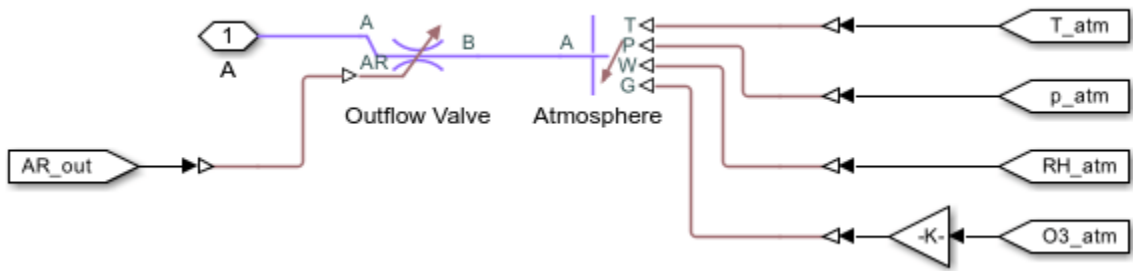 A T T_atm
1 B A P
A AR W
G
Outflow Valve Atmosphere p_atm
AR_out RH_atm
-K- O3_atm